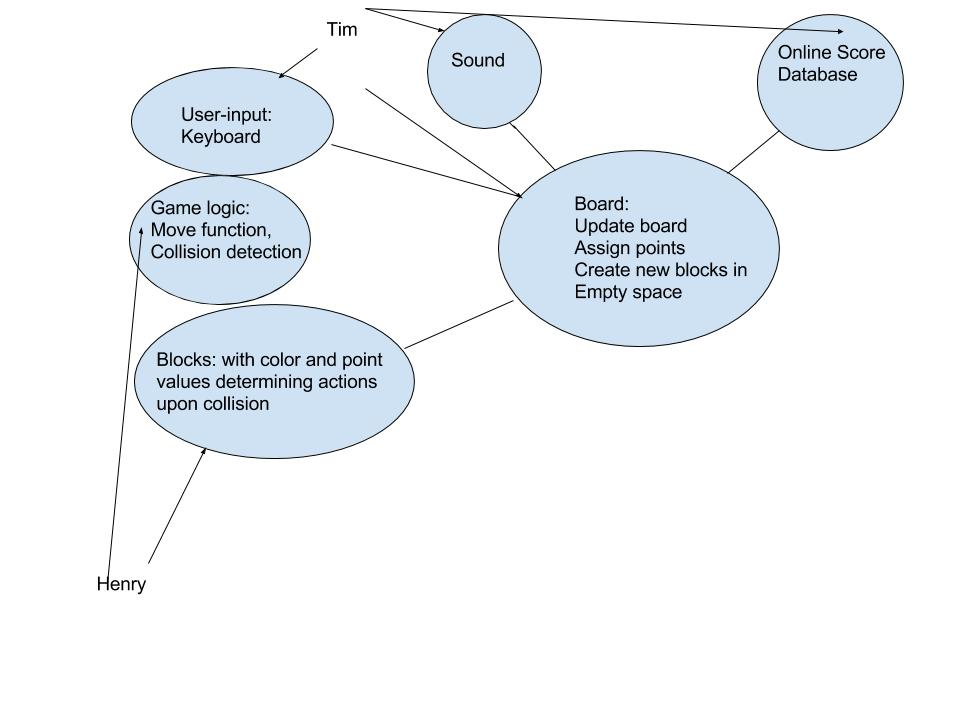 Tim
Sound
Online Score
Database
User-input:
Keyboard
Game logic:
Move function,
Collision detection
Board:
Update board
Assign points
Create new blocks in
Empty space
Blocks: with color and point
values determining actions
upon collision
Henry